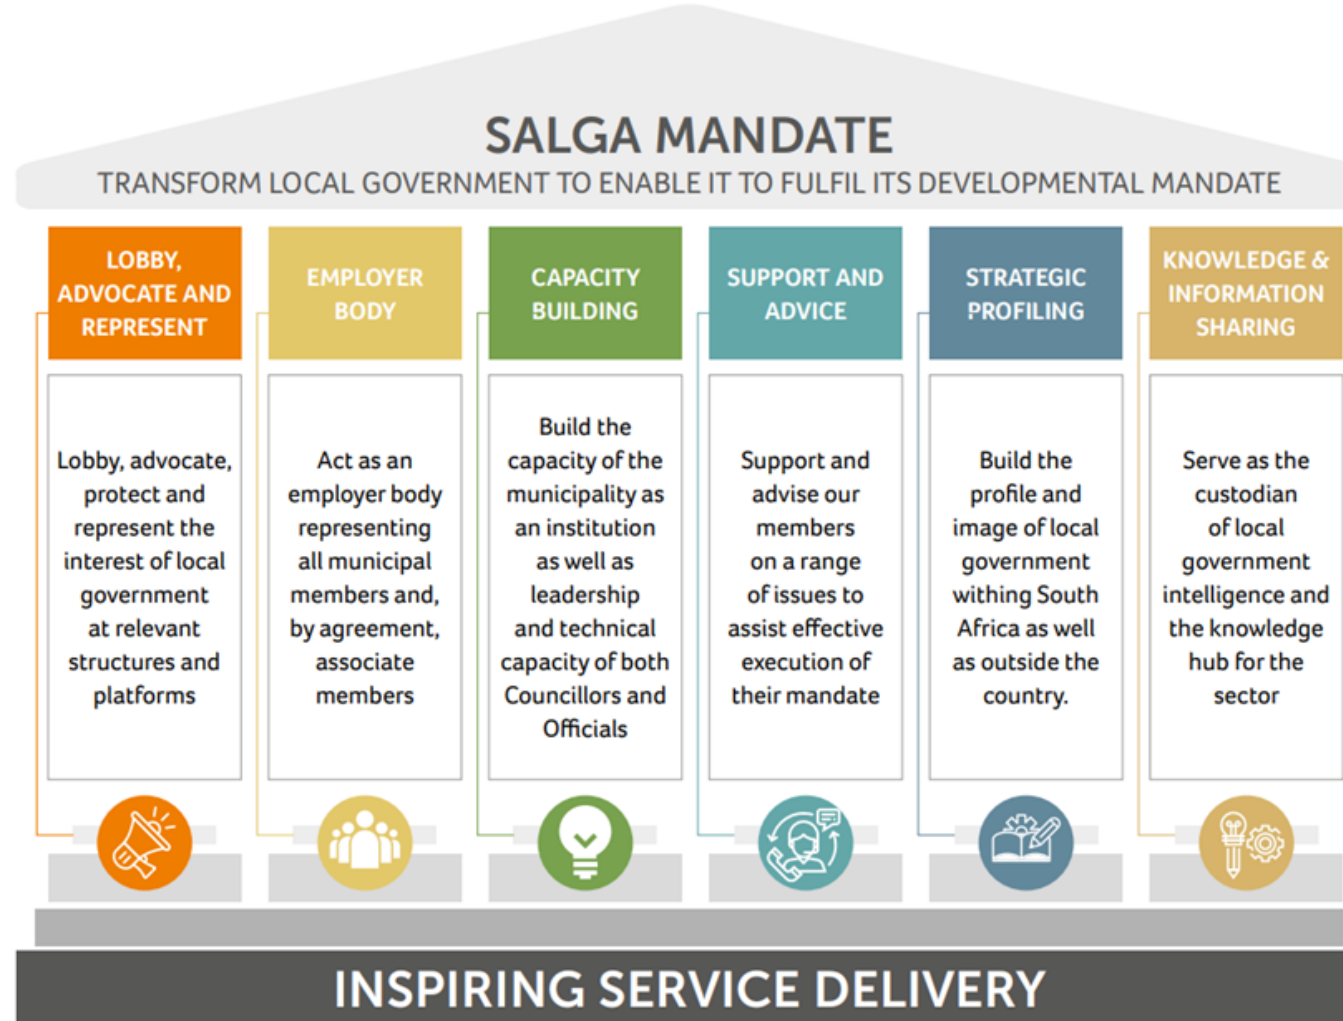 SALGA MANDATE
TRANSFORM LOCAL GOVERNMENT TO ENABLE IT TO FULFIL ITS DEVELOPMENTAL MANDATE
LOBBY,
ADVOCATE AND
REPRESENT
Lobby, advocate,
protect and
represent the
interest of local
government
at relevant
structures and
platforms
EMPLOYER
BODY
Act as an
employer body
representing
all municipal
members and,
by agreement,
associate
members
CAPACITY
BUILDING
Build the
capacity of the
municipality as
an institution
as well as
leadership
and technical
capacity of both
Councillors and
Officials
SUPPORT AND
ADVICE
Support and
advise our
members
on a range
of issues to
assist effective
execution of
their mandate
STRATEGIC
PROFILING
Build the
profile and
image of local
government
withing South
Africa as well
as outside the
country.
KNOWLEDGE &
INFORMATION
SHARING
Serve as the
custodian
of local
government
intelligence and
the knowledge
hub for the
sector
INSPIRING SERVICE DELIVERY